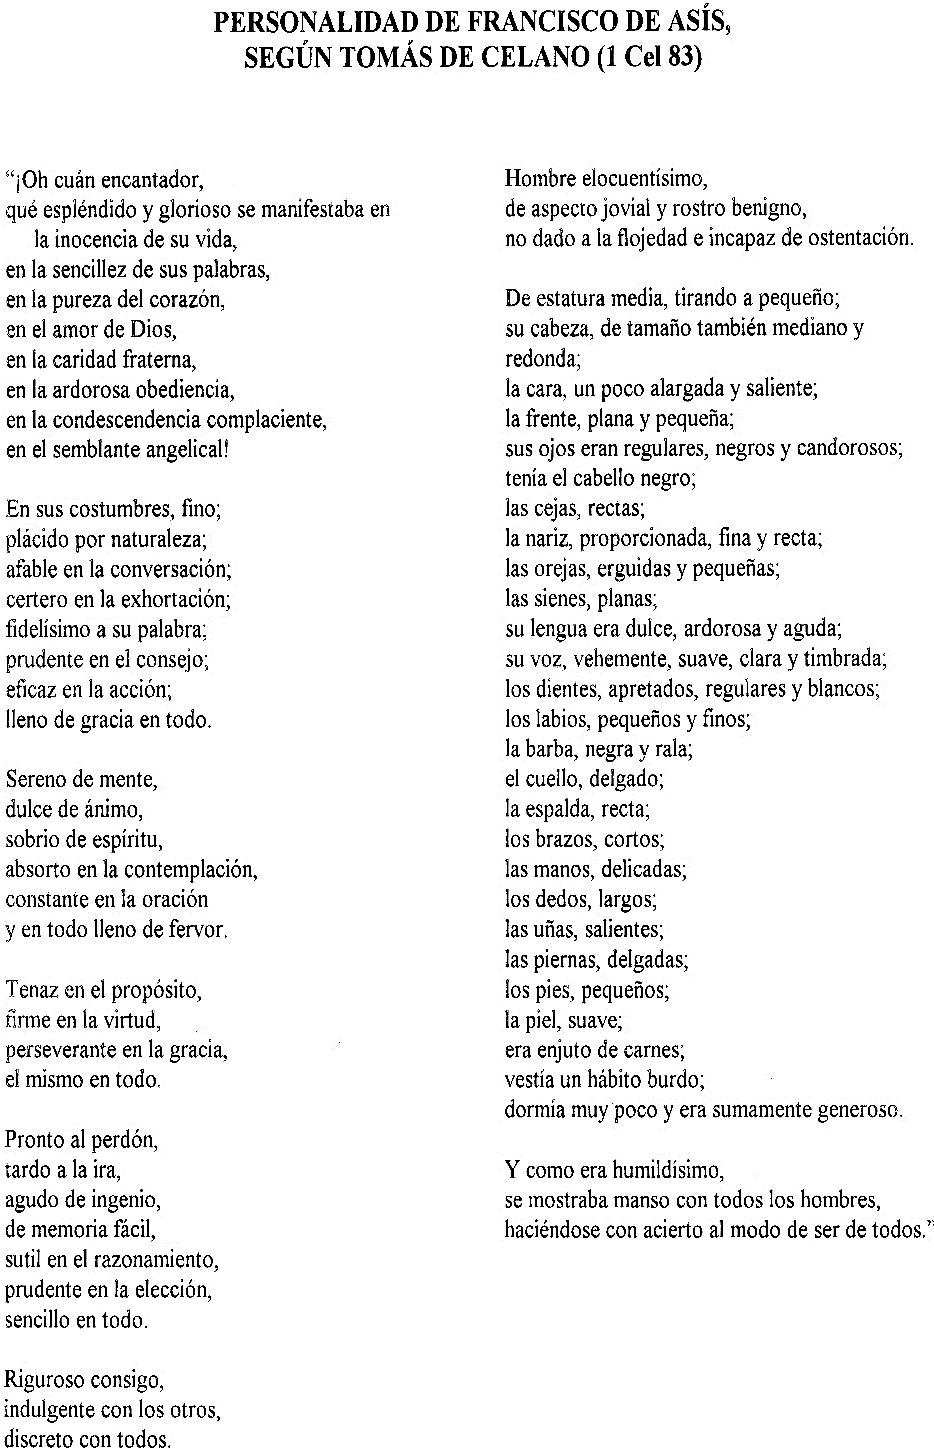 PERSONALIDAD DE FRANCISCO DE ASÍS,
SEGÚN TOMÁS DE CELANO (1 Cel 83)
“¡Oh cuán encantador,
qué espléndido y glorioso se manifestaba en
la inocencia de su vida,
en la sencillez de sus palabras,
en la pureza del corazón,
en el amor de Dios,
en la caridad fraterna,
en la ardorosa obediencia,
en la condescendencia complaciente,
en el semblante angelical!
En sus costumbres, fino;
plácido por naturaleza;
afable en la conversación;
certero en la exhortación;
fidelísimo a su palabra;
prudente en el consejo;
eficaz en la acción;
lleno de gracia en todo.
Sereno de mente,
dulce de ánimo,
sobrio de espíritu,
absorto en la contemplación,
constante en la oración
y en todo lleno de fervor.
Tenaz en el propósito,
firme en la virtud,
perseverante en la gracia,
el mismo en todo.
Pronto al perdón,
tardo a la ira,
agudo de ingenio,
de memoria fácil,
sutil en el razonamiento,
prudente en la elección,
sencillo en todo.
Riguroso consigo,
indulgente con los otros,
discreto con todos.
Hombre elocuentísimo,
de aspecto jovial y rostro benigno,
no dado a la flojedad e incapaz de ostentación.
De estatura media, tirando a pequeño;
su cabeza, de tamaño también mediano y
redonda;
la cara, un poco alargada y saliente;
la frente, plana y pequeña;
sus ojos eran regulares, negros y candorosos;
tenía el cabello negro;
las cejas, rectas;
la nariz, proporcionada, fina y recta;
las orejas, erguidas y pequeñas;
las sienes, planas;
su lengua era dulce, ardorosa y aguda;
su voz, vehemente, suave, clara y timbrada;
los dientes, apretados, regulares y blancos;
los labios, pequeños y finos;
la barba, negra y rala;
el cuello, delgado;
la espalda, recta;
los brazos, cortos;
las manos, delicadas;
los dedos, largos;
las uñas, salientes;
las piernas, delgadas;
los pies, pequeños;
la piel, suave;
era enjuto de carnes;
vestía un hábito burdo;
dormía muy poco y era sumamente generoso.
Y como era humildísimo,
se mostraba manso con todos los hombres,
haciéndose con acierto al modo de ser de todos.”